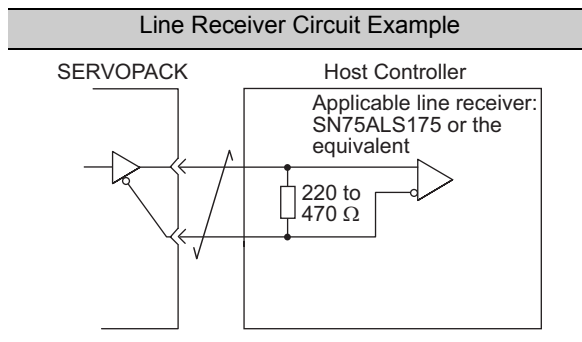 Line Receiver Circuit Example
SERVOPACK
Host Controller
Applicable line receiver:
SN75ALS175 or the
equivalent
220 to
470 Ω